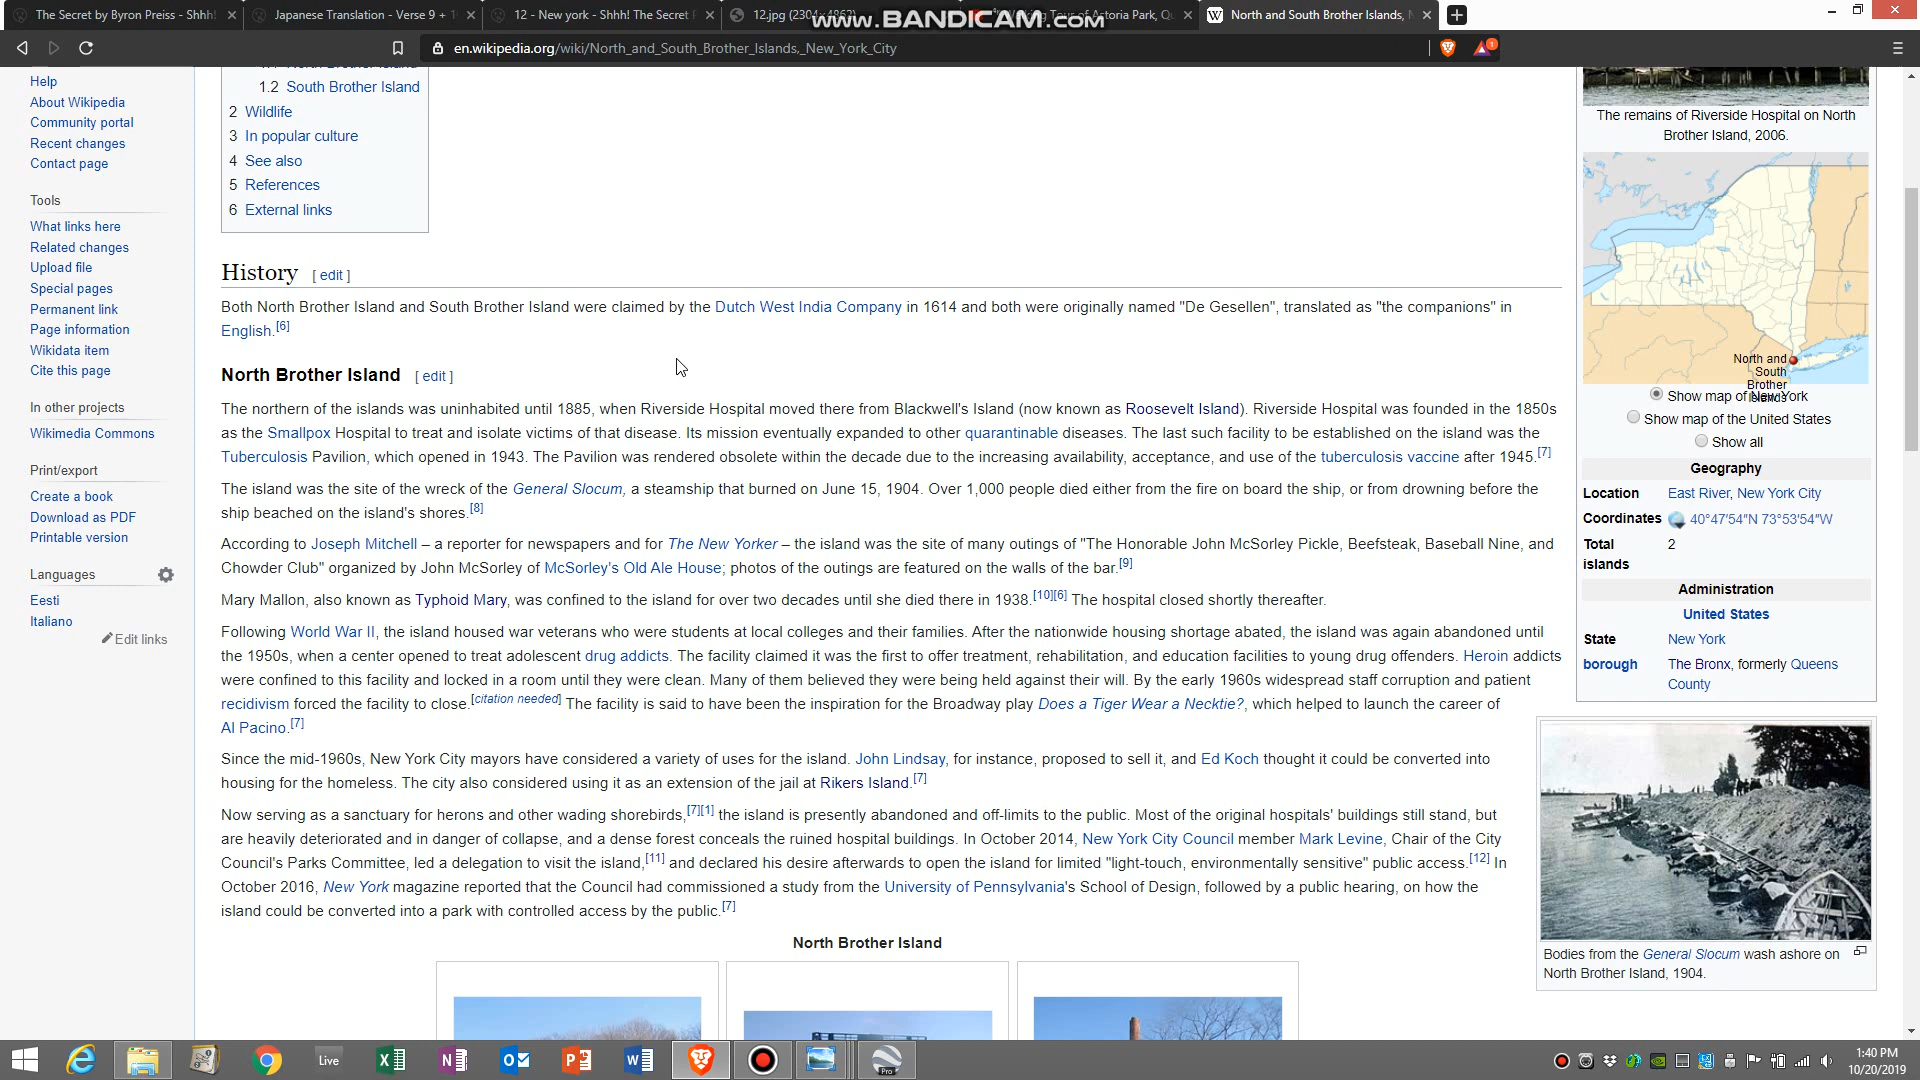 The Secret by Byron Preiss - Shhh!
Japanese Translation - Verse 9 + 1
12 - New york - Shhh! The Secret
12.jpg (2304×4862)
Tour of Astoria Park, Q
North and South Brother Islands,
www.BANDICAM.com
en.wikipedia.org/wiki/North_and_South_Brother_Islands,_New_York_City
1
Help
About Wikipedia
Community portal
Recent changes
Contact page
Tools
What links here
Related changes
Upload file
Special pages
Permanent link
Page information
Wikidata item
Cite this page
In other projects
Wikimedia Commons
Print/export
Create a book
Download as PDF
Printable version
Languages
Eesti
Italiano
Edit links
1.2 South Brother Island
2 Wildlife
3 In popular culture
4 See also
5 References
6 External links
History [ edit ]
Both North Brother Island and South Brother Island were claimed by the Dutch West India Company in 1614 and both were originally named "De Gesellen", translated as "the companions" in
English.[6]
North Brother Island [ edit ]
The northern of the islands was uninhabited until 1885, when Riverside Hospital moved there from Blackwell's Island (now known as Roosevelt Island). Riverside Hospital was founded in the 1850s
as the Smallpox Hospital to treat and isolate victims of that disease. Its mission eventually expanded to other quarantinable diseases. The last such facility to be established on the island was the
Tuberculosis Pavilion, which opened in 1943. The Pavilion was rendered obsolete within the decade due to the increasing availability, acceptance, and use of the tuberculosis vaccine after 1945.[7]
The island was the site of the wreck of the General Slocum, a steamship that burned on June 15, 1904. Over 1,000 people died either from the fire on board the ship, or from drowning before the
ship beached on the island's shores.[8]
According to Joseph Mitchell – a reporter for newspapers and for The New Yorker – the island was the site of many outings of "The Honorable John McSorley Pickle, Beefsteak, Baseball Nine, and
Chowder Club" organized by John McSorley of McSorley's Old Ale House; photos of the outings are featured on the walls of the bar.[9]
Mary Mallon, also known as Typhoid Mary, was confined to the island for over two decades until she died there in 1938.[10][6] The hospital closed shortly thereafter.
Following World War II, the island housed war veterans who were students at local colleges and their families. After the nationwide housing shortage abated, the island was again abandoned until
the 1950s, when a center opened to treat adolescent drug addicts. The facility claimed it was the first to offer treatment, rehabilitation, and education facilities to young drug offenders. Heroin addicts
were confined to this facility and locked in a room until they were clean. Many of them believed they were being held against their will. By the early 1960s widespread staff corruption and patient
recidivism forced the facility to close.[citation needed] The facility is said to have been the inspiration for the Broadway play Does a Tiger Wear a Necktie?, which helped to launch the career of
Al Pacino.[7]
Since the mid-1960s, New York City mayors have considered a variety of uses for the island. John Lindsay, for instance, proposed to sell it, and Ed Koch thought it could be converted into
housing for the homeless. The city also considered using it as an extension of the jail at Rikers Island.[7]
Now serving as a sanctuary for herons and other wading shorebirds,[7][1] the island is presently abandoned and off-limits to the public. Most of the original hospitals' buildings still stand, but
are heavily deteriorated and in danger of collapse, and a dense forest conceals the ruined hospital buildings. In October 2014, New York City Council member Mark Levine, Chair of the City
Council's Parks Committee, led a delegation to visit the island,[11] and declared his desire afterwards to open the island for limited "light-touch, environmentally sensitive" public access.[12] In
October 2016, New York magazine reported that the Council had commissioned a study from the University of Pennsylvania's School of Design, followed by a public hearing, on how the
island could be converted into a park with controlled access by the public.[7]
North Brother Island
The remains of Riverside Hospital on North
Brother Island, 2006.
North and
South
Brother
Islands
Show map of New York
Show map of the United States
Show all
Geography
Location East River, New York City
Coordinates 40°47′54″N 73°53′54″W
Total 2
islands
Administration
United States
State New York
borough The Bronx, formerly Queens
County
Bodies from the General Slocum wash ashore on
North Brother Island, 1904.
Live
Pro
1:40 PM
10/20/2019